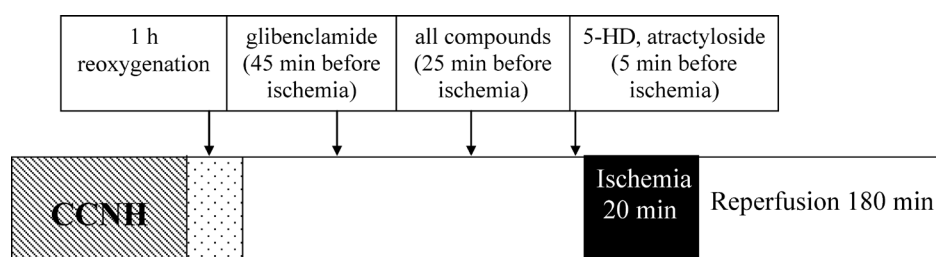 1 h
reoxygenation
glibenclamide
(45 min before
ischemia)
all compounds
(25 min before
ischemia)
5-HD, atractyloside
(5 min before
ischemia)
CCNH
Ischemia
20 min
Reperfusion 180 min